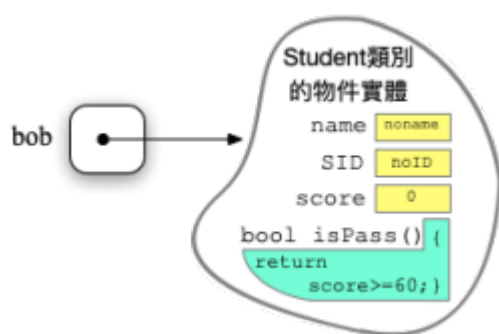 Student類別
的物件實體
bob
name noname
SID noID
score 0
bool isPass() {
return
score>=60; }